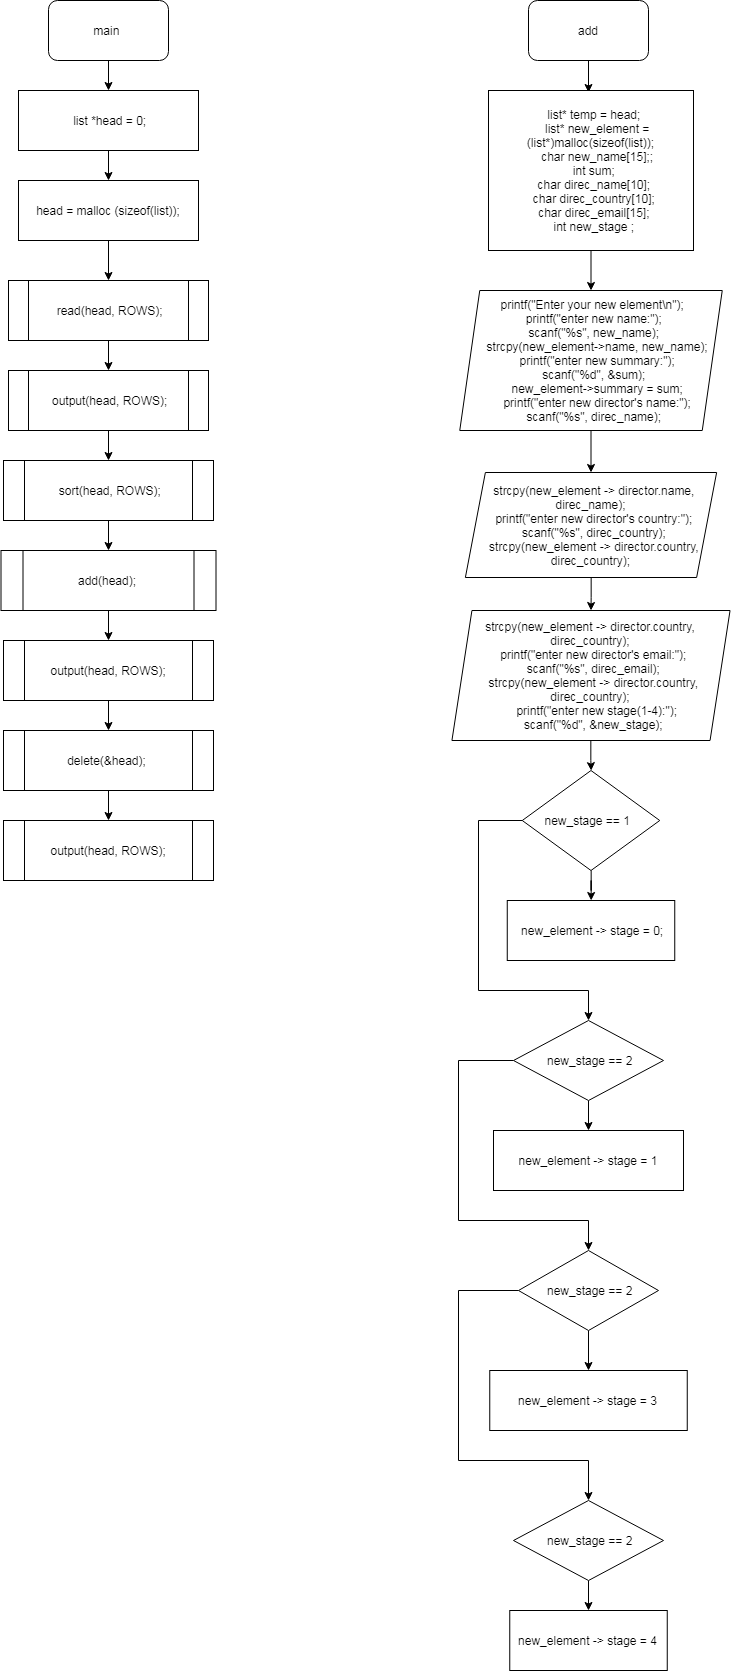 main
list *head = 0;
head = malloc (sizeof(list));
read(head, ROWS);
output(head, ROWS);
sort(head, ROWS);
add(head);
output(head, ROWS);
delete(&head);
output(head, ROWS);
add
list* temp = head;
list* new_element =
(list*)malloc(sizeof(list));
char new_name[15];;
int sum;
char direc_name[10];
char direc_country[10];
char direc_email[15];
int new_stage ;
printf("Enter your new element\n");
printf("enter new name:");
scanf("%s", new_name);
strcpy(new_element->name, new_name);
printf("enter new summary:");
scanf("%d", &sum);
new_element->summary = sum;
printf("enter new director's name:");
scanf("%s", direc_name);
strcpy(new_element -> director.name,
direc_name);
printf("enter new director's country:");
scanf("%s", direc_country);
strcpy(new_element -> director.country,
direc_country);
strcpy(new_element -> director.country,
direc_country);
printf("enter new director's email:");
scanf("%s", direc_email);
strcpy(new_element -> director.country,
direc_country);
printf("enter new stage(1-4):");
scanf("%d", &new_stage);
new_stage == 1
new_element -> stage = 0;
new_stage == 2
new_element -> stage = 1
new_stage == 2
new_element -> stage = 3
new_stage == 2
new_element -> stage = 4